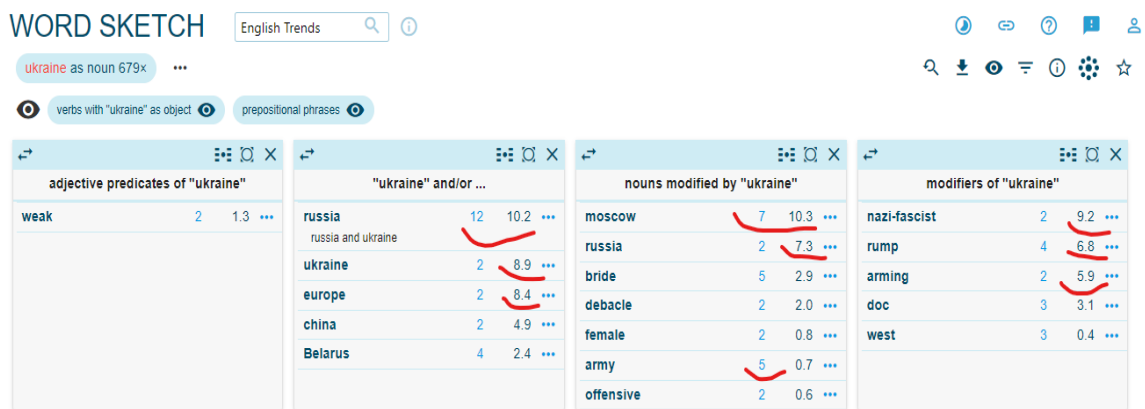 WORD SKETCH English Trends
ukraine as noun 679×
verbs with "ukraine" as object prepositional phrases
adjective predicates of "ukraine"
weak 2 1.3
"ukraine" and/or ...
russia 12 10.2
russia and ukraine
ukraine 2 8.9
europe 2 8.4
china 2 4.9
Belarus 4 2.4
nouns modified by "ukraine"
moscow 7 10.3
russia 2 7.3
bride 5 2.9
debacle 2 2.0
female 2 0.8
army 5 0.7
offensive 2 0.6
modifiers of "ukraine"
nazi-fascist 2 9.2
rump 4 6.8
arming 2 5.9
doc 3 3.1
west 3 0.4